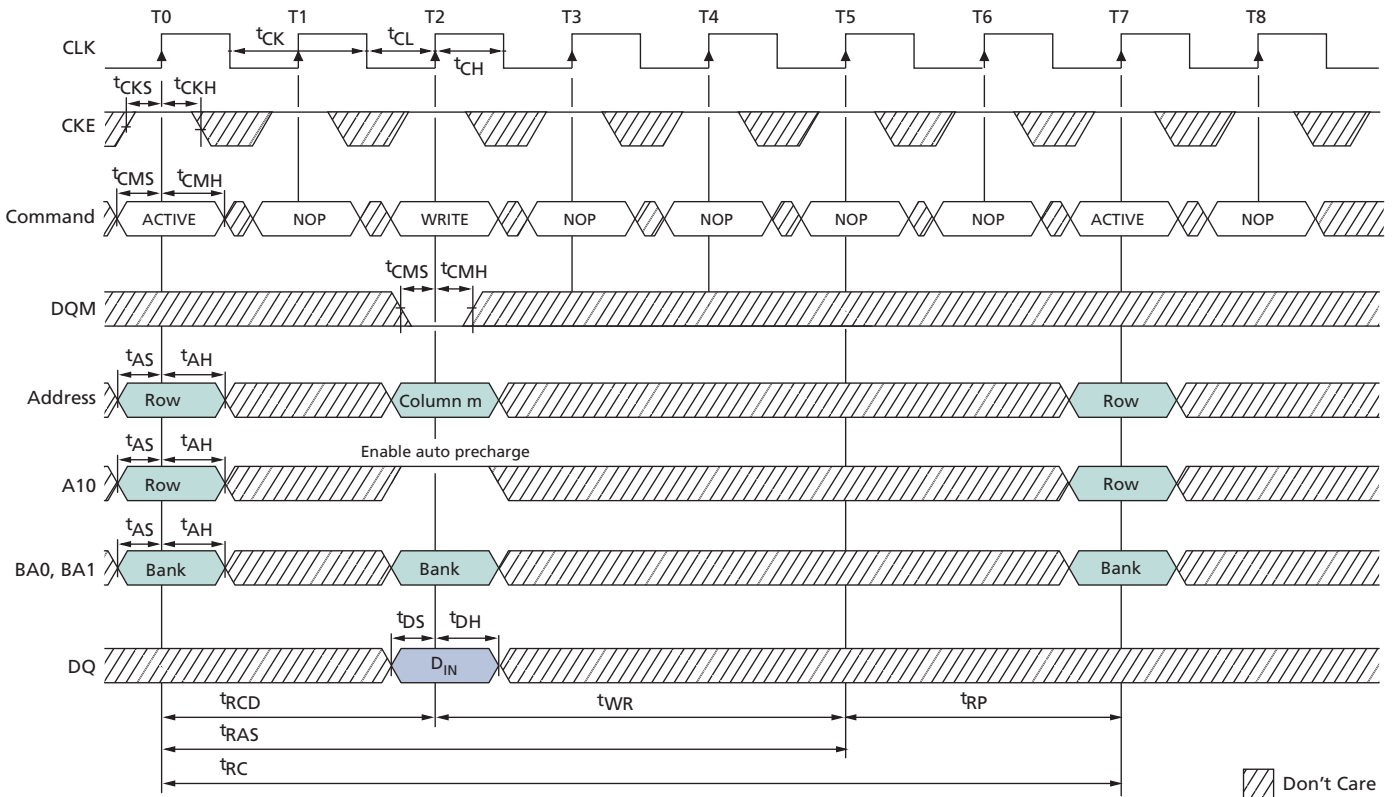 T0 T1 T2 T3 T4 T5 T6 T7 T8
CLK
tCK tCL
tCH
tCKS tCKH
CKE
tCMS tCMH
Command ACTIVE NOP WRITE NOP NOP NOP NOP ACTIVE NOP
tCMS tCMH
DQM
tAS tAH
Address Row Column m Row
tAS tAH Enable auto precharge
A10 Row Row
tAS tAH
BA0, BA1 Bank Bank Bank
tDS tDH
DQ DIN
tRCD tWR tRP
tRAS
tRC
Don't Care